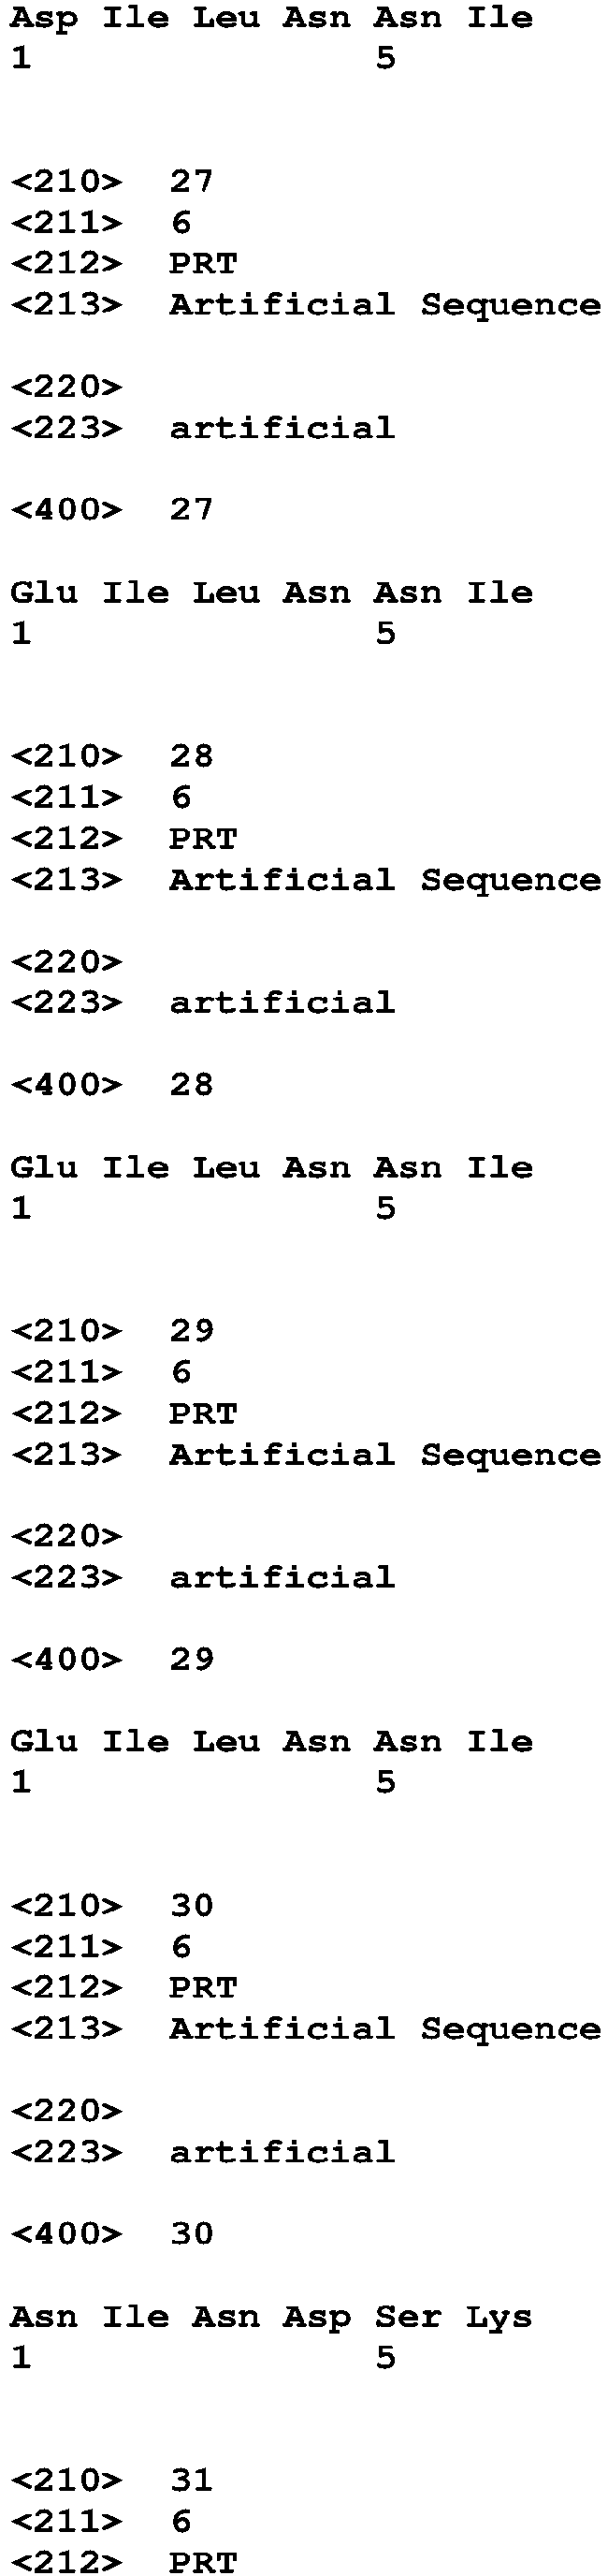 Asp Ile Leu Asn Asn Ile
1 5
<210> 27
<211> 6
<212> PRT
<213> Artificial Sequence
<220>
<223> artificial
<400> 27
Glu Ile Leu Asn Asn Ile
1 5
<210> 28
<211> 6
<212> PRT
<213> Artificial Sequence
<220>
<223> artificial
<400> 28
Glu Ile Leu Asn Asn Ile
1 5
<210> 29
<211> 6
<212> PRT
<213> Artificial Sequence
<220>
<223> artificial
<400> 29
Glu Ile Leu Asn Asn Ile
1 5
<210> 30
<211> 6
<212> PRT
<213> Artificial Sequence
<220>
<223> artificial
<400> 30
Asn Ile Asn Asp Ser Lys
1 5
<210> 31
<211> 6
<212> PRT